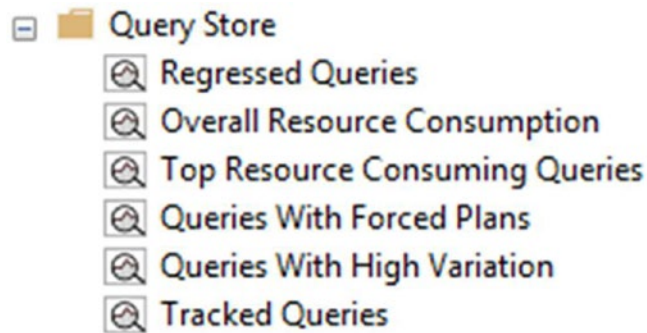 Query Store
Regressed Queries
Overall Resource Consumption
Top Resource Consuming Queries
Queries With Forced Plans
Queries With High Variation
Tracked Queries